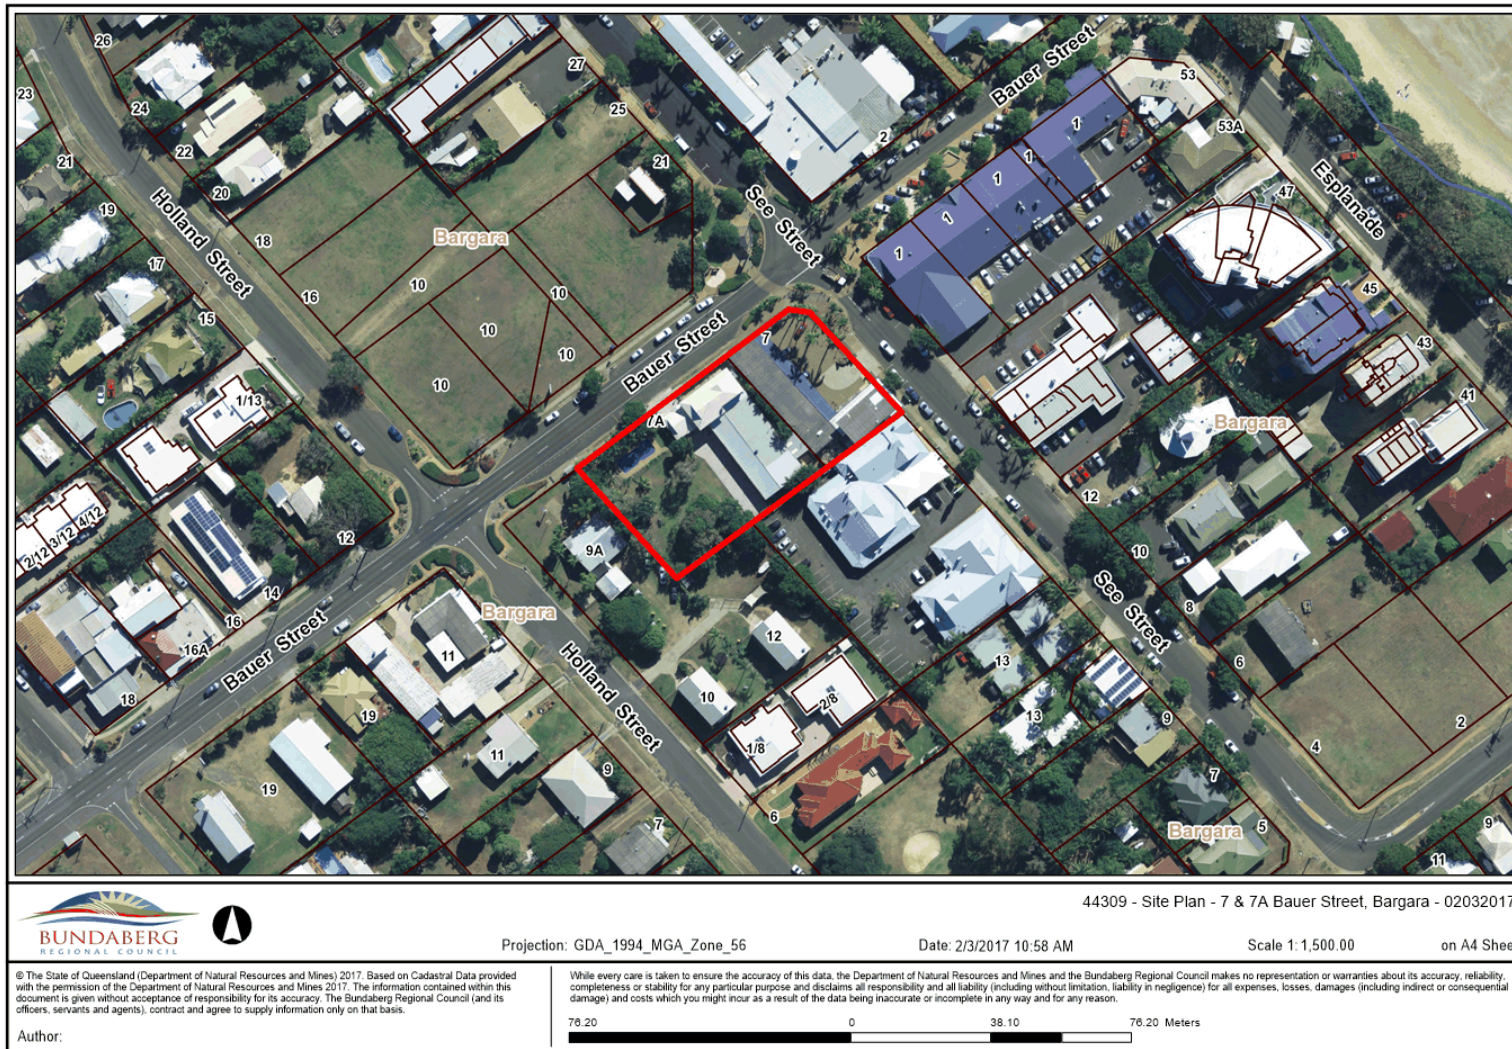 26
27
53
Bauer Street
23
24
25
2
1
53A
22
21
21
1
Esplanade
20
1
47
19
Holland Street
See Street
1
18
Bargara
1
17
10
16
10
45
15
Bauer Street
7
10
10
43
10
41
1/13
7A
Bargara
2/12 3/12 4/12
12
12
9A
10
14
16
Bauer Street
16A
Bargara
See Street
8
11
12
18
Holland Street
13
6
10
2/8
19
13
9
2
11
1/8
4
19
9
7
6
7
Bargara
5
9
11
BUNDABERG
REGIONAL COUNCIL
44309 - Site Plan - 7 & 7A Bauer Street, Bargara - 02032017
Projection: GDA_1994_MGA_Zone_56
Date: 2/3/2017 10:58 AM
Scale 1: 1,500.00
on A4 Shee
© The State of Queensland (Department of Natural Resources and Mines) 2017. Based on Cadastral Data provided
with the permission of the Department of Natural Resources and Mines 2017. The information contained within this
document is given without acceptance of responsibility for its accuracy. The Bundaberg Regional Council (and its
officers, servants and agents), contract and agree to supply information only on that basis.
Author:
While every care is taken to ensure the accuracy of this data, the Department of Natural Resources and Mines and the Bundaberg Regional Council makes no representation or warranties about its accuracy, reliability,
completeness or stability for any particular purpose and disclaims all responsibility and all liability (including without limitation, liability in negligence) for all expenses, losses, damages (including indirect or consequential
damage) and costs which you might incur as a result of the data being inaccurate or incomplete in any way and for any reason.
76.20
0
38.10
76.20 Meters